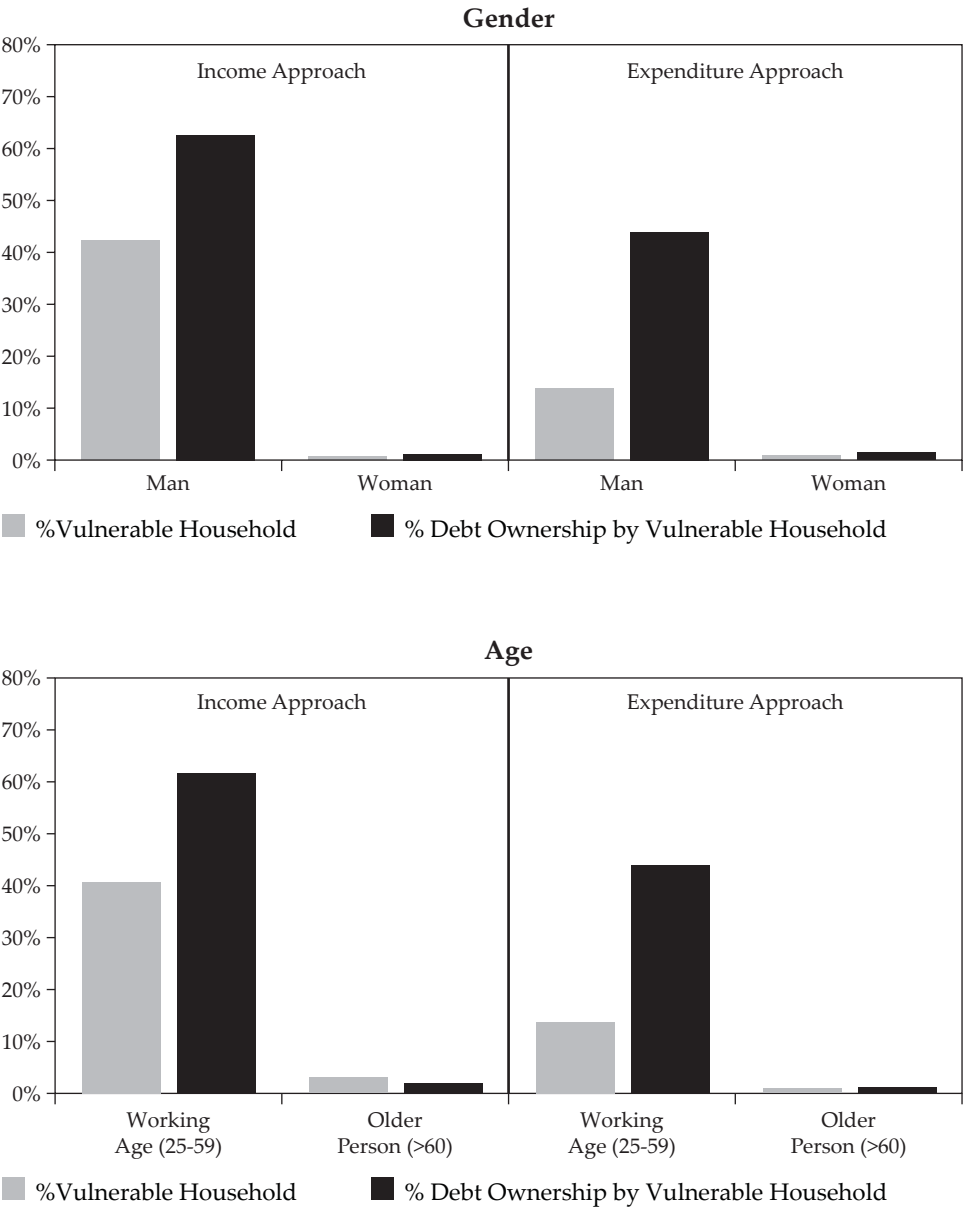 Gender
80%
70%
60%
50%
40%
30%
20%
10%
0%
Income Approach
Expenditure Approach
Man
Woman
Man
Woman
%Vulnerable Household
% Debt Ownership by Vulnerable Household
Age
80%
70%
60%
50%
40%
30%
20%
10%
0%
Income Approach
Expenditure Approach
Working
Age (25-59)
Older
Person (>60)
Working
Age (25-59)
Older
Person (>60)
%Vulnerable Household
% Debt Ownership by Vulnerable Household